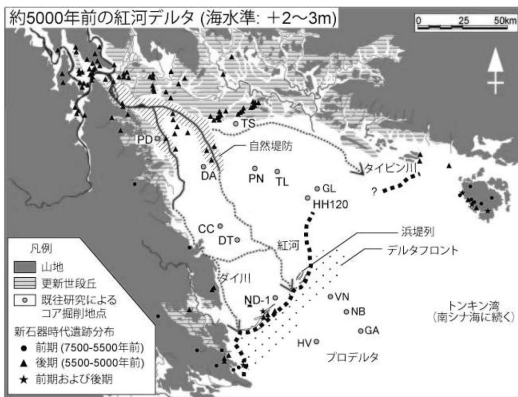 約5000年前の紅河デルタ (海水準: +2~3m)
0 25 50km
TS
自然堤防
PD
タイビン川
DA
PN
TL
GL
?
HH120
CC
DT
浜堤列
紅河
デルタフロント
ダイ川
ND-1
VN
NB
トンキン湾
(南シナ海に続く)
GA
HV
プロデルタ
凡例
山地
更新世段丘
既往研究による
コア掘削地点
新石器時代遺跡分布
前期 (7500-5500年前)
後期 (5500-5000年前)
前期および後期